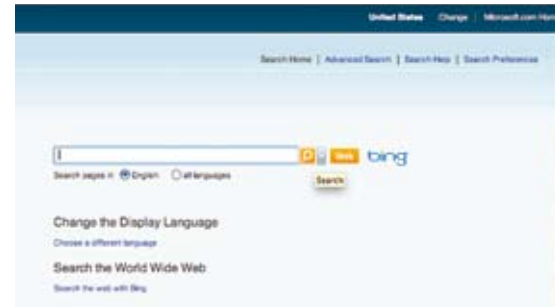 United States Change | Microsoft.com Hom
Search Home | Advanced Search | Search Help | Search Preferences
Web bing
Search pages in English all languages
Search
Change the Display Language
Choose a different language
Search the World Wide Web
Search the web with Bing